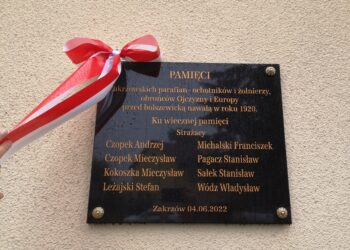 PAMIĘCI
zakrzowskich parafian - ochotników i żołnierzy,
obrońców Ojczyzny i Europy
przed bolszewicką nawałą w roku 1920.
Ku wiecznej pamięci
Strażacy
Czopek Andrzej Michalski Franciszek
Czopek Mieczysław Pagacz Stanisław
Kokoszka Mieczysław Sałek Stanisław
Leżajski Stefan Wódz Władysław
Zakrzów 04.06.2022